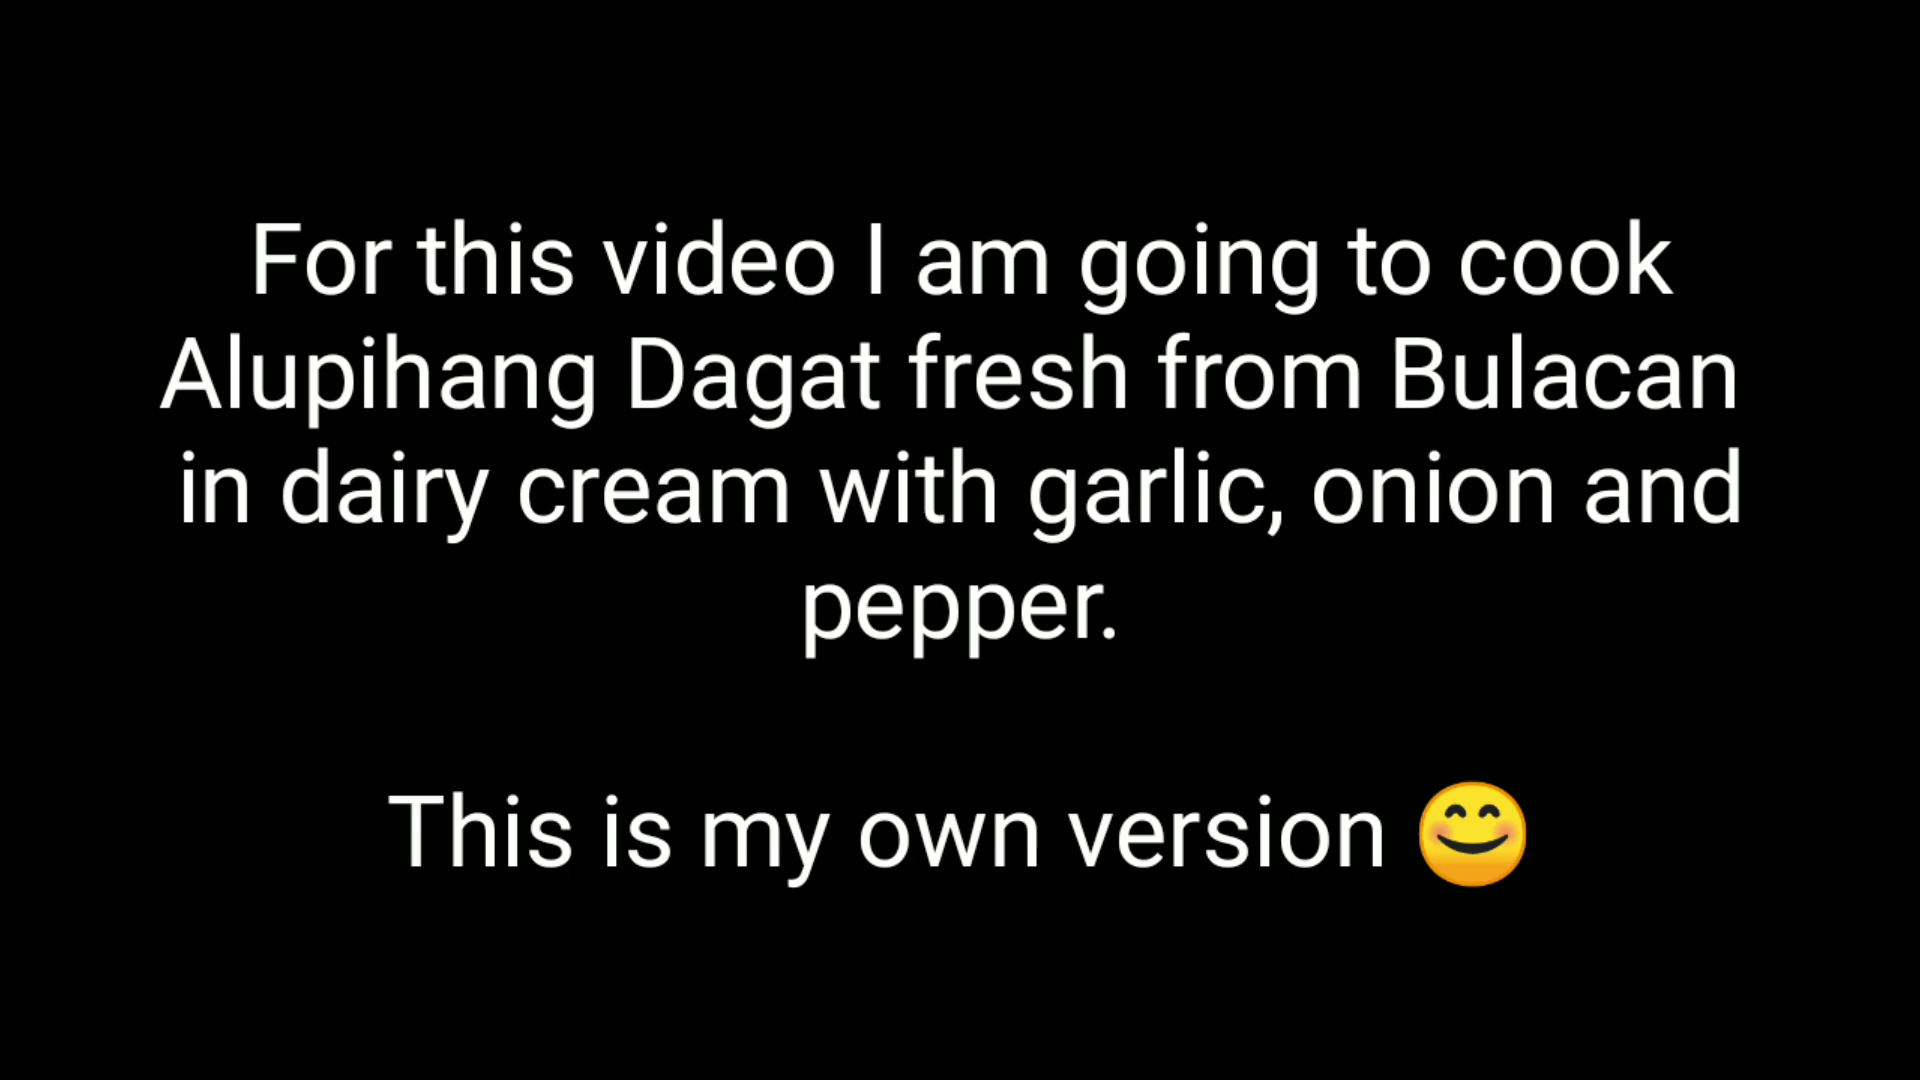 For this video I am going to cook
Alupihang Dagat fresh from Bulacan
in dairy cream with garlic, onion and
pepper.
This is my own version 😊